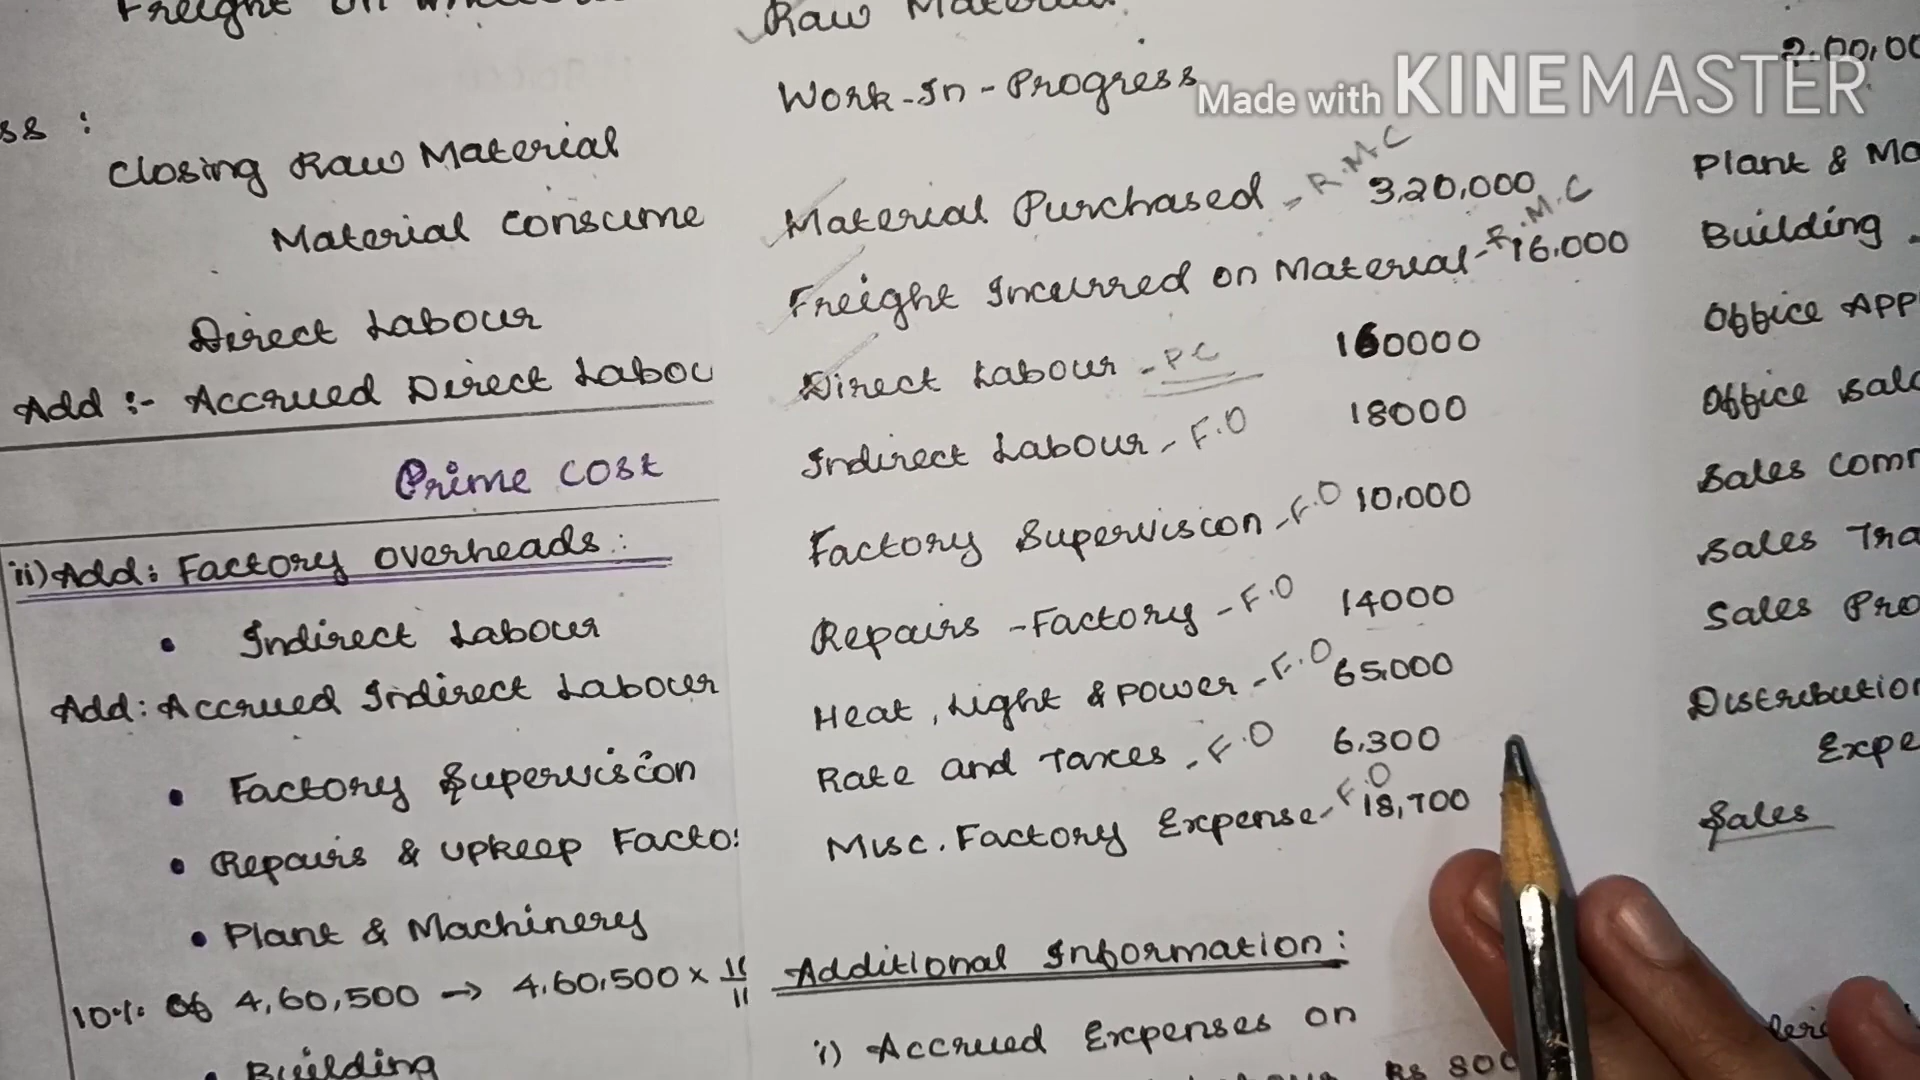 Freight on
ss :
Closing Raw Material
Material Consume
Direct Labour
Add :- Accrued Direct Labou
Prime Cost
ii) Add: Factory Overheads :
• Indirect Labour
Add: Accrued Indirect Labour
• Factory Supervision
• Repairs & Upkeep Facto
• Plant & Machinery
10% of 4,60,500 → 4,60,500 ×
• Building
Raw Material
Work-In-Progress
Material Purchased - R.M.C 3,20,000
Freight Incurred on Material - R.M.C 16,000
Direct Labour - PC 160000
Indirect Labour - F.O 18000
Factory Supervision - F.O 10,000
Repairs - Factory - F.O 14000
Heat, Light & Power - F.O 65,000
Rate and Taxes - F.O 6,300
Misc. Factory Expense - F.O 18,700
Additional Information :
i) Accrued Expenses on
Rs 800
2,00,00
Plant & Ma
Building
Office App
Office Sala
Sales Comm
Sales Tra
Sales Pro
Distribution
Expe
Sales
Made with KINEMASTER